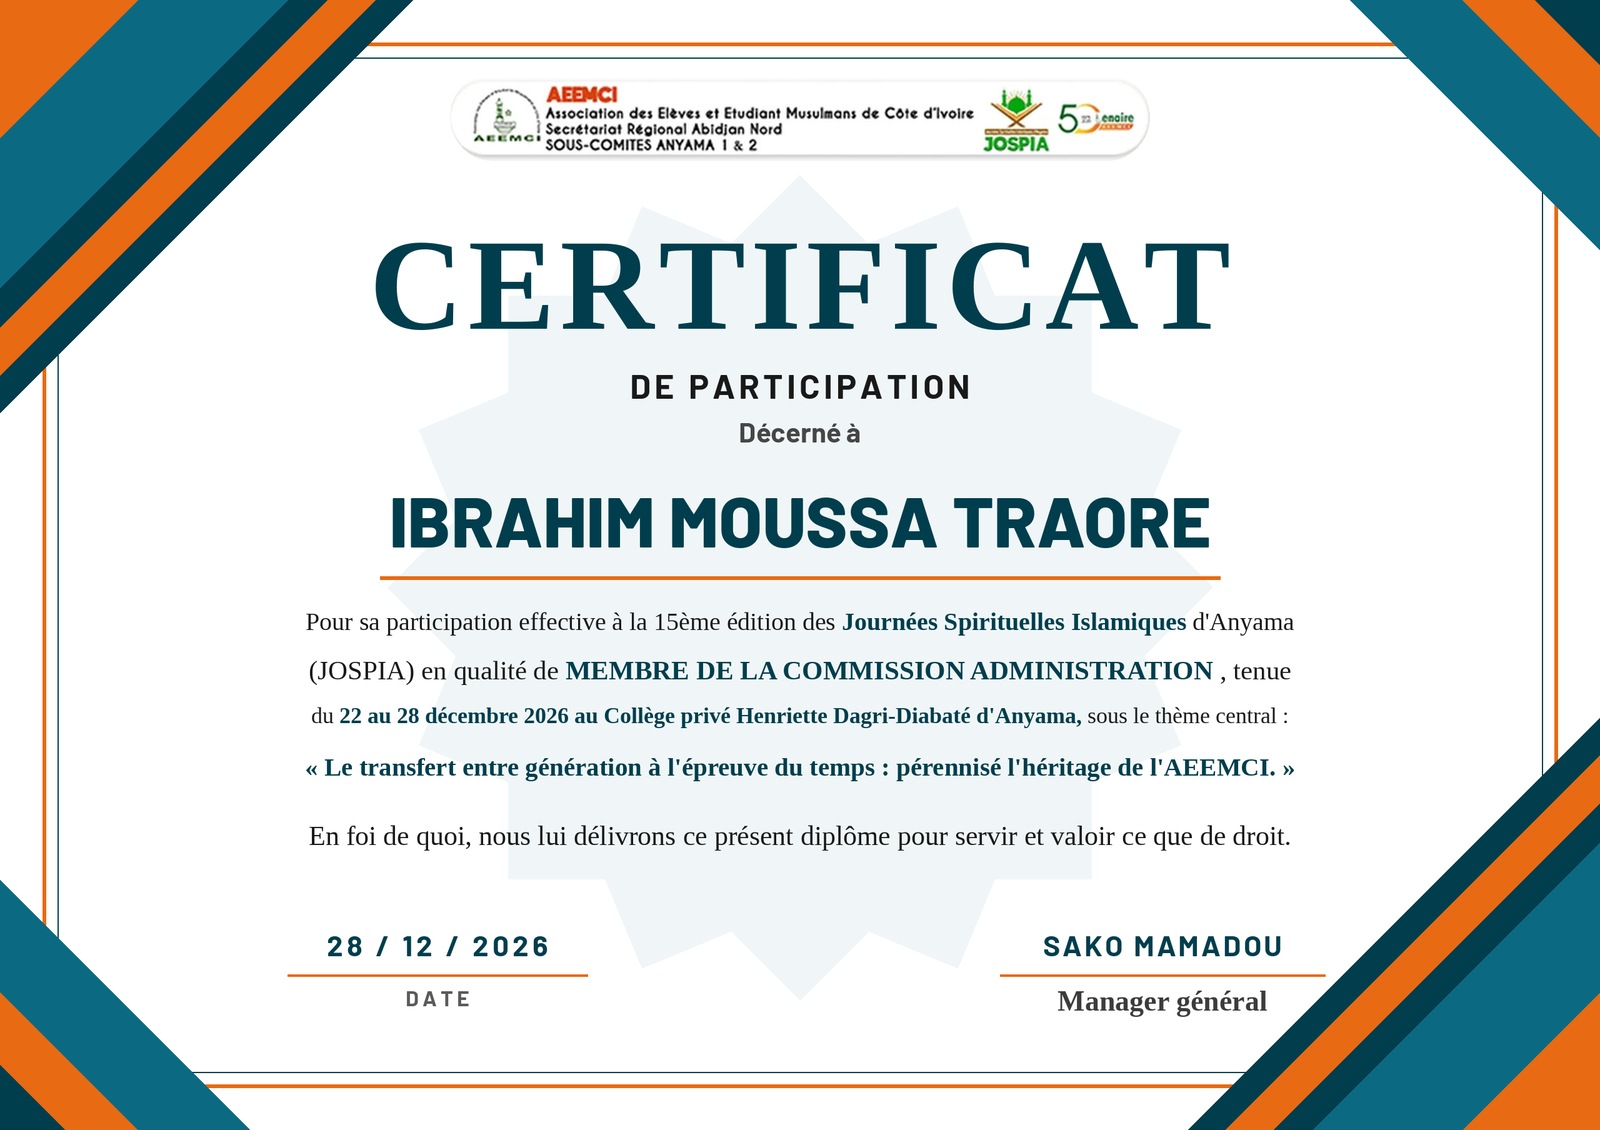 AEEMCI
AEEMCI
Association des Elèves et Etudiant Musulmans de Côte d'Ivoire
Secrétariat Régional Abidjan Nord
SOUS-COMITES ANYAMA 1 & 2
JOSPIA
5 enaire
CERTIFICAT
DE PARTICIPATION
Décerné à
IBRAHIM MOUSSA TRAORE
Pour sa participation effective à la 15ème édition des Journées Spirituelles Islamiques d'Anyama
(JOSPIA) en qualité de MEMBRE DE LA COMMISSION ADMINISTRATION , tenue
du 22 au 28 décembre 2026 au Collège privé Henriette Dagri-Diabaté d'Anyama, sous le thème central :
« Le transfert entre génération à l'épreuve du temps : pérennisé l'héritage de l'AEEMCI. »
En foi de quoi, nous lui délivrons ce présent diplôme pour servir et valoir ce que de droit.
28 / 12 / 2026
DATE
SAKO MAMADOU
Manager général